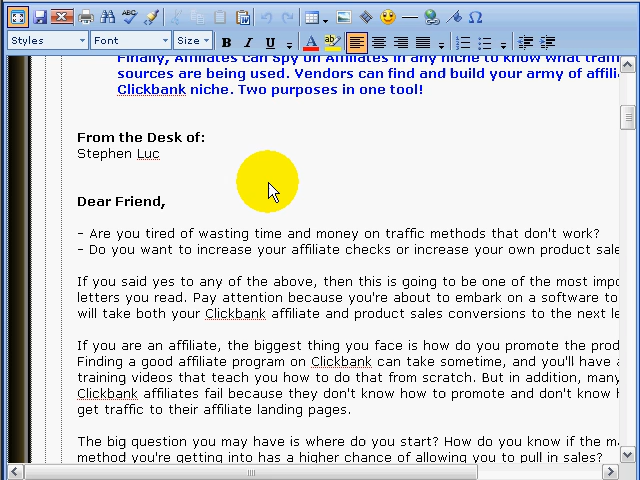 Styles
Font
Size
B I U
ABC
A
ab
Finally, Affiliates can Spy on Affiliates in any niche to know what
sources are being used. Vendors can find and build your army of
Clickbank niche. Two purposes in one tool!
From the Desk of:
Stephen Luc
Dear Friend,
- Are you tired of wasting time and money on traffic methods that don't work?
- Do you want to increase your affiliate checks or increase your own product
If you said yes to any of the above, then this is going to be one of the most
letters you read. Pay attention because you're about to embark on a software to
will take both your Clickbank affiliate and product sales conversions to the next
If you are an affiliate, the biggest thing you face is how do you promote the
Finding a good affiliate program on Clickbank can take sometime, and you'll have
training videos that teach you how to do that from scratch. But in addition, many
Clickbank affiliates fail because they don't know how to promote and don't know
get traffic to their affiliate landing pages.
The big question you may have is where do you start? How do you know if the
method you're getting into has a higher chance of allowing you to pull in sales?